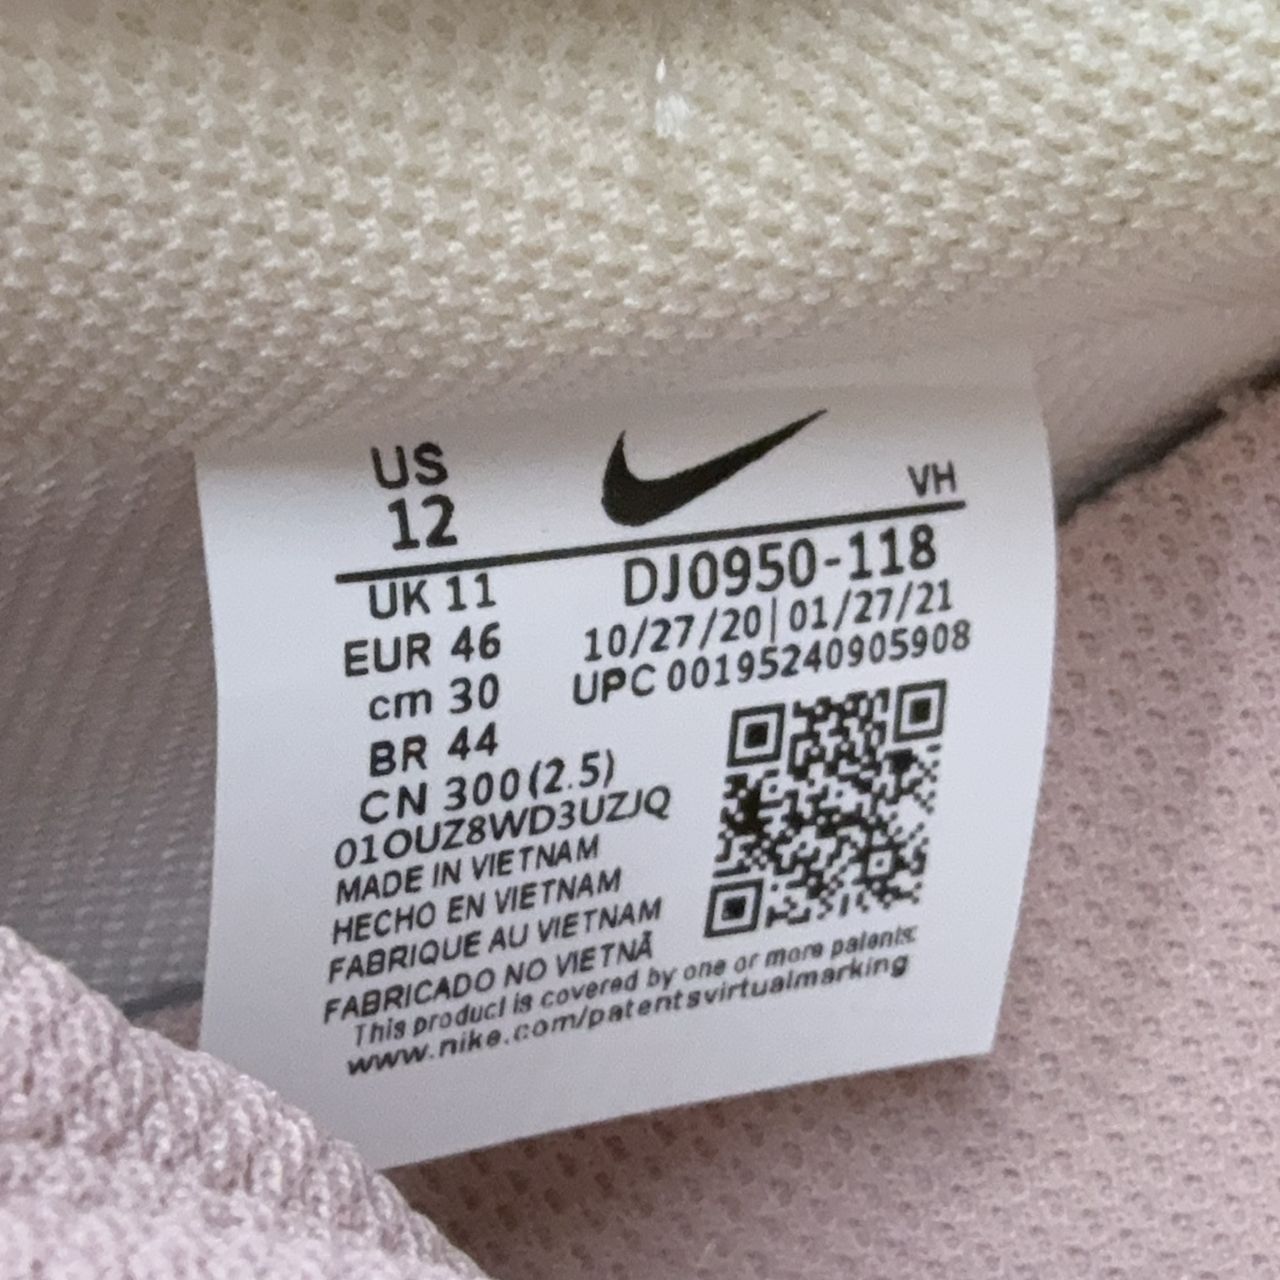 US
12
VH
UK 11
EUR 46
cm 30
BR 44
CN 300(2.5)
DJ0950-118
10/27/20|01/27/21
UPC 00195240905908
01OUZ8WD3UZJQ
MADE IN VIETNAM
HECHO EN VIETNAM
FABRIQUE AU VIETNAM
FABRICADO NO VIETNÃ
This product is covered by one or more patents:
www.nike.com/patentsvirtualmarking